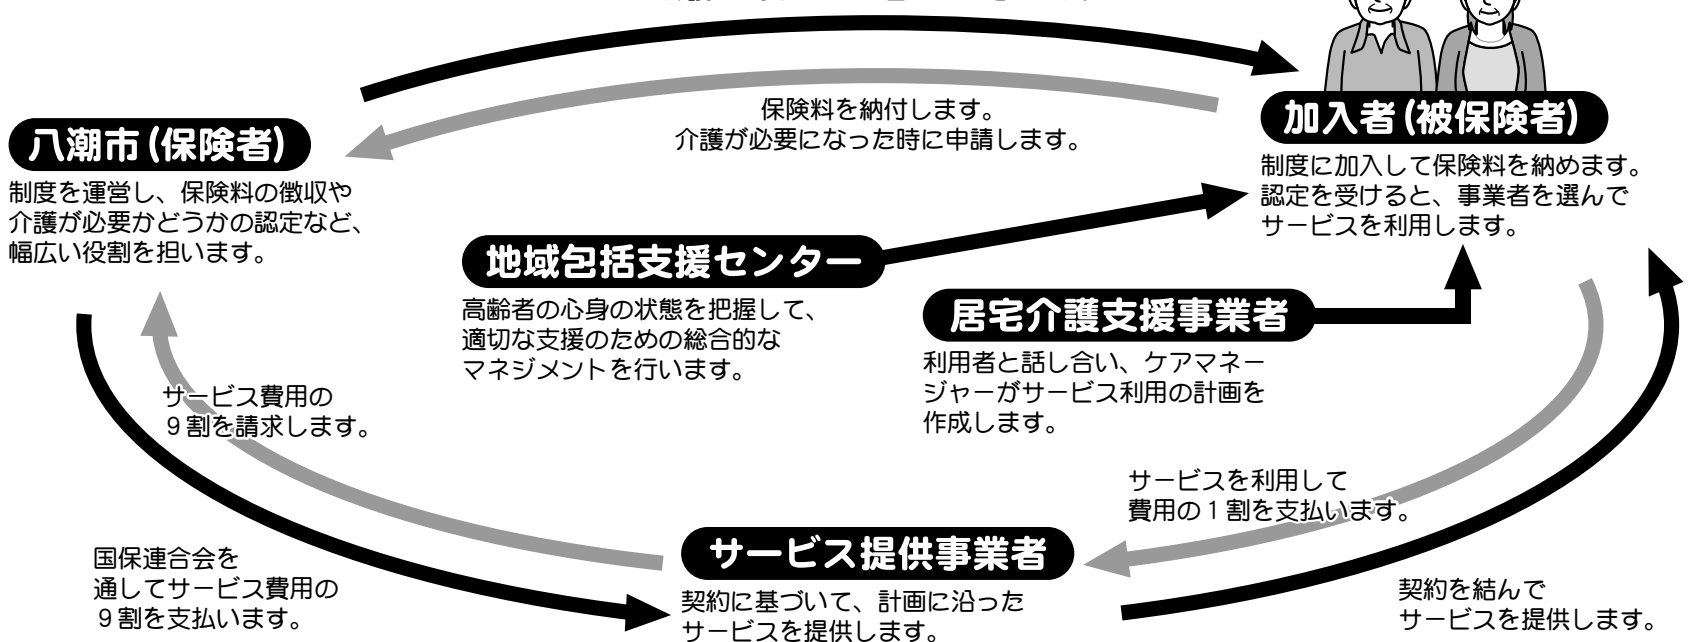 保険料を納付します。
介護が必要になった時に申請します。
八潮市(保険者)
制度を運営し、保険料の徴収や
介護が必要かどうかの認定など、
幅広い役割を担います。
加入者(被保険者)
制度に加入して保険料を納めます。
認定を受けると、事業者を選んで
サービスを利用します。
地域包括支援センター
高齢者の心身の状態を把握して、
適切な支援のための総合的な
マネジメントを行います。
居宅介護支援事業者
利用者と話し合い、ケアマネー
ジャーがサービス利用の計画を
作成します。
サービス費用の
9割を請求します。
サービスを利用して
費用の1割を支払います。
国保連合会を
通してサービス費用の
9割を支払います。
サービス提供事業者
契約に基づいて、計画に沿った
サービスを提供します。
契約を結んで
サービスを提供します。